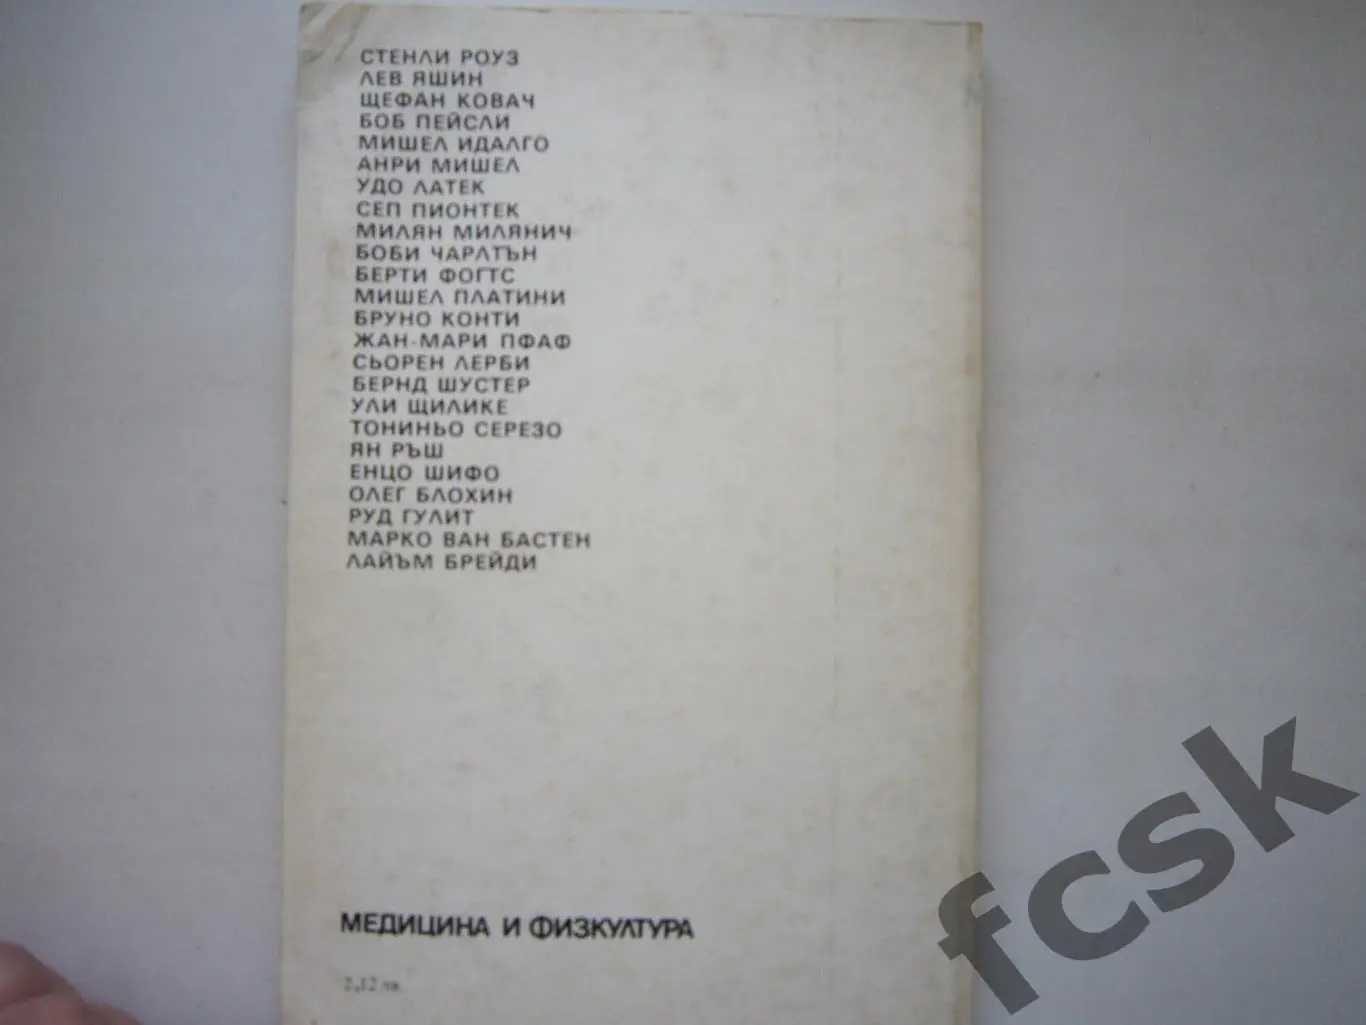 СТЕНЛИ РОУЗ
ЛЕВ ЯШИН
ЩЕФАН КОВАЧ
БОБ ПЕЙСЛИ
МИШЕЛ ИДАЛГО
АНРИ МИШЕЛ
УДО ЛАТЕК
СЕП ПИОНТЕК
МИЛЯН МИЛЯНИЧ
БОБИ ЧАРЛТЪН
БЕРТИ ФОГТС
МИШЕЛ ПЛАТИНИ
БРУНО КОНТИ
ЖАН-МАРИ ПФАФ
СЬОРЕН ЛЕРБИ
БЕРНД ШУСТЕР
УЛИ ЩИЛИКЕ
ТОНИНЬО СЕРЕЗО
ЯН РЪШ
ЕНЦО ШИФО
ОЛЕГ БЛОХИН
РУД ГУЛИТ
МАРКО ВАН БАСТЕН
ЛАЙЪМ БРЕЙДИ
МЕДИЦИНА И ФИЗКУЛТУРА
2,12 лв.
fcsk